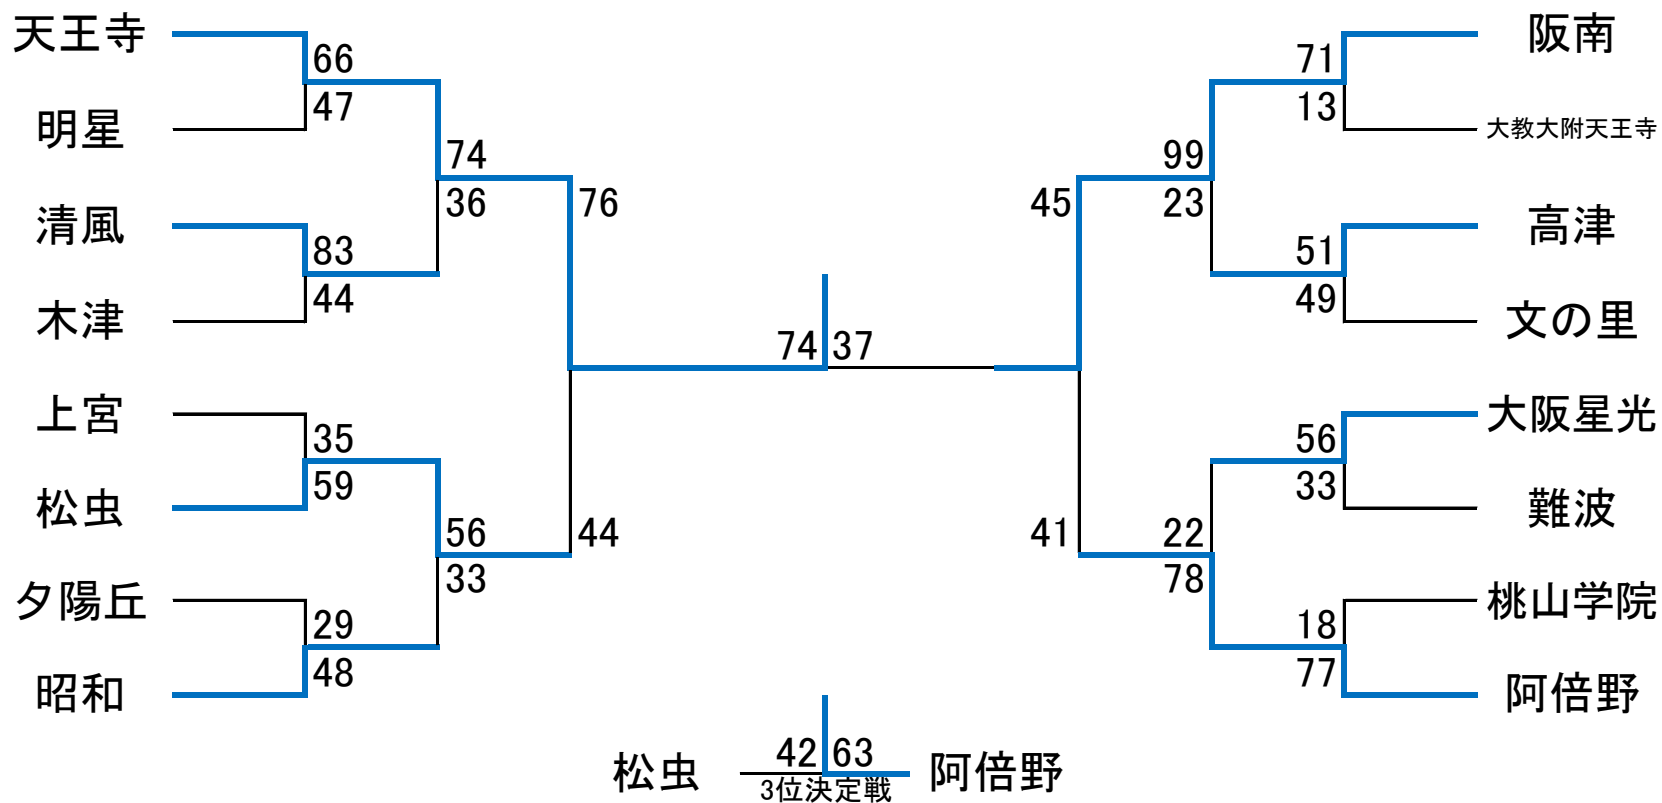 天王寺
66
47
明星
74
36
清風
83
44
木津
76
上宮
35
59
松虫
56
33
44
夕陽丘
29
48
昭和
74 37
阪南
71
13
大教大附天王寺
99
23
45
高津
51
49
文の里
大阪星光
56
33
難波
41
22
78
桃山学院
18
77
阿倍野
松虫 42 63 阿倍野
3位決定戦